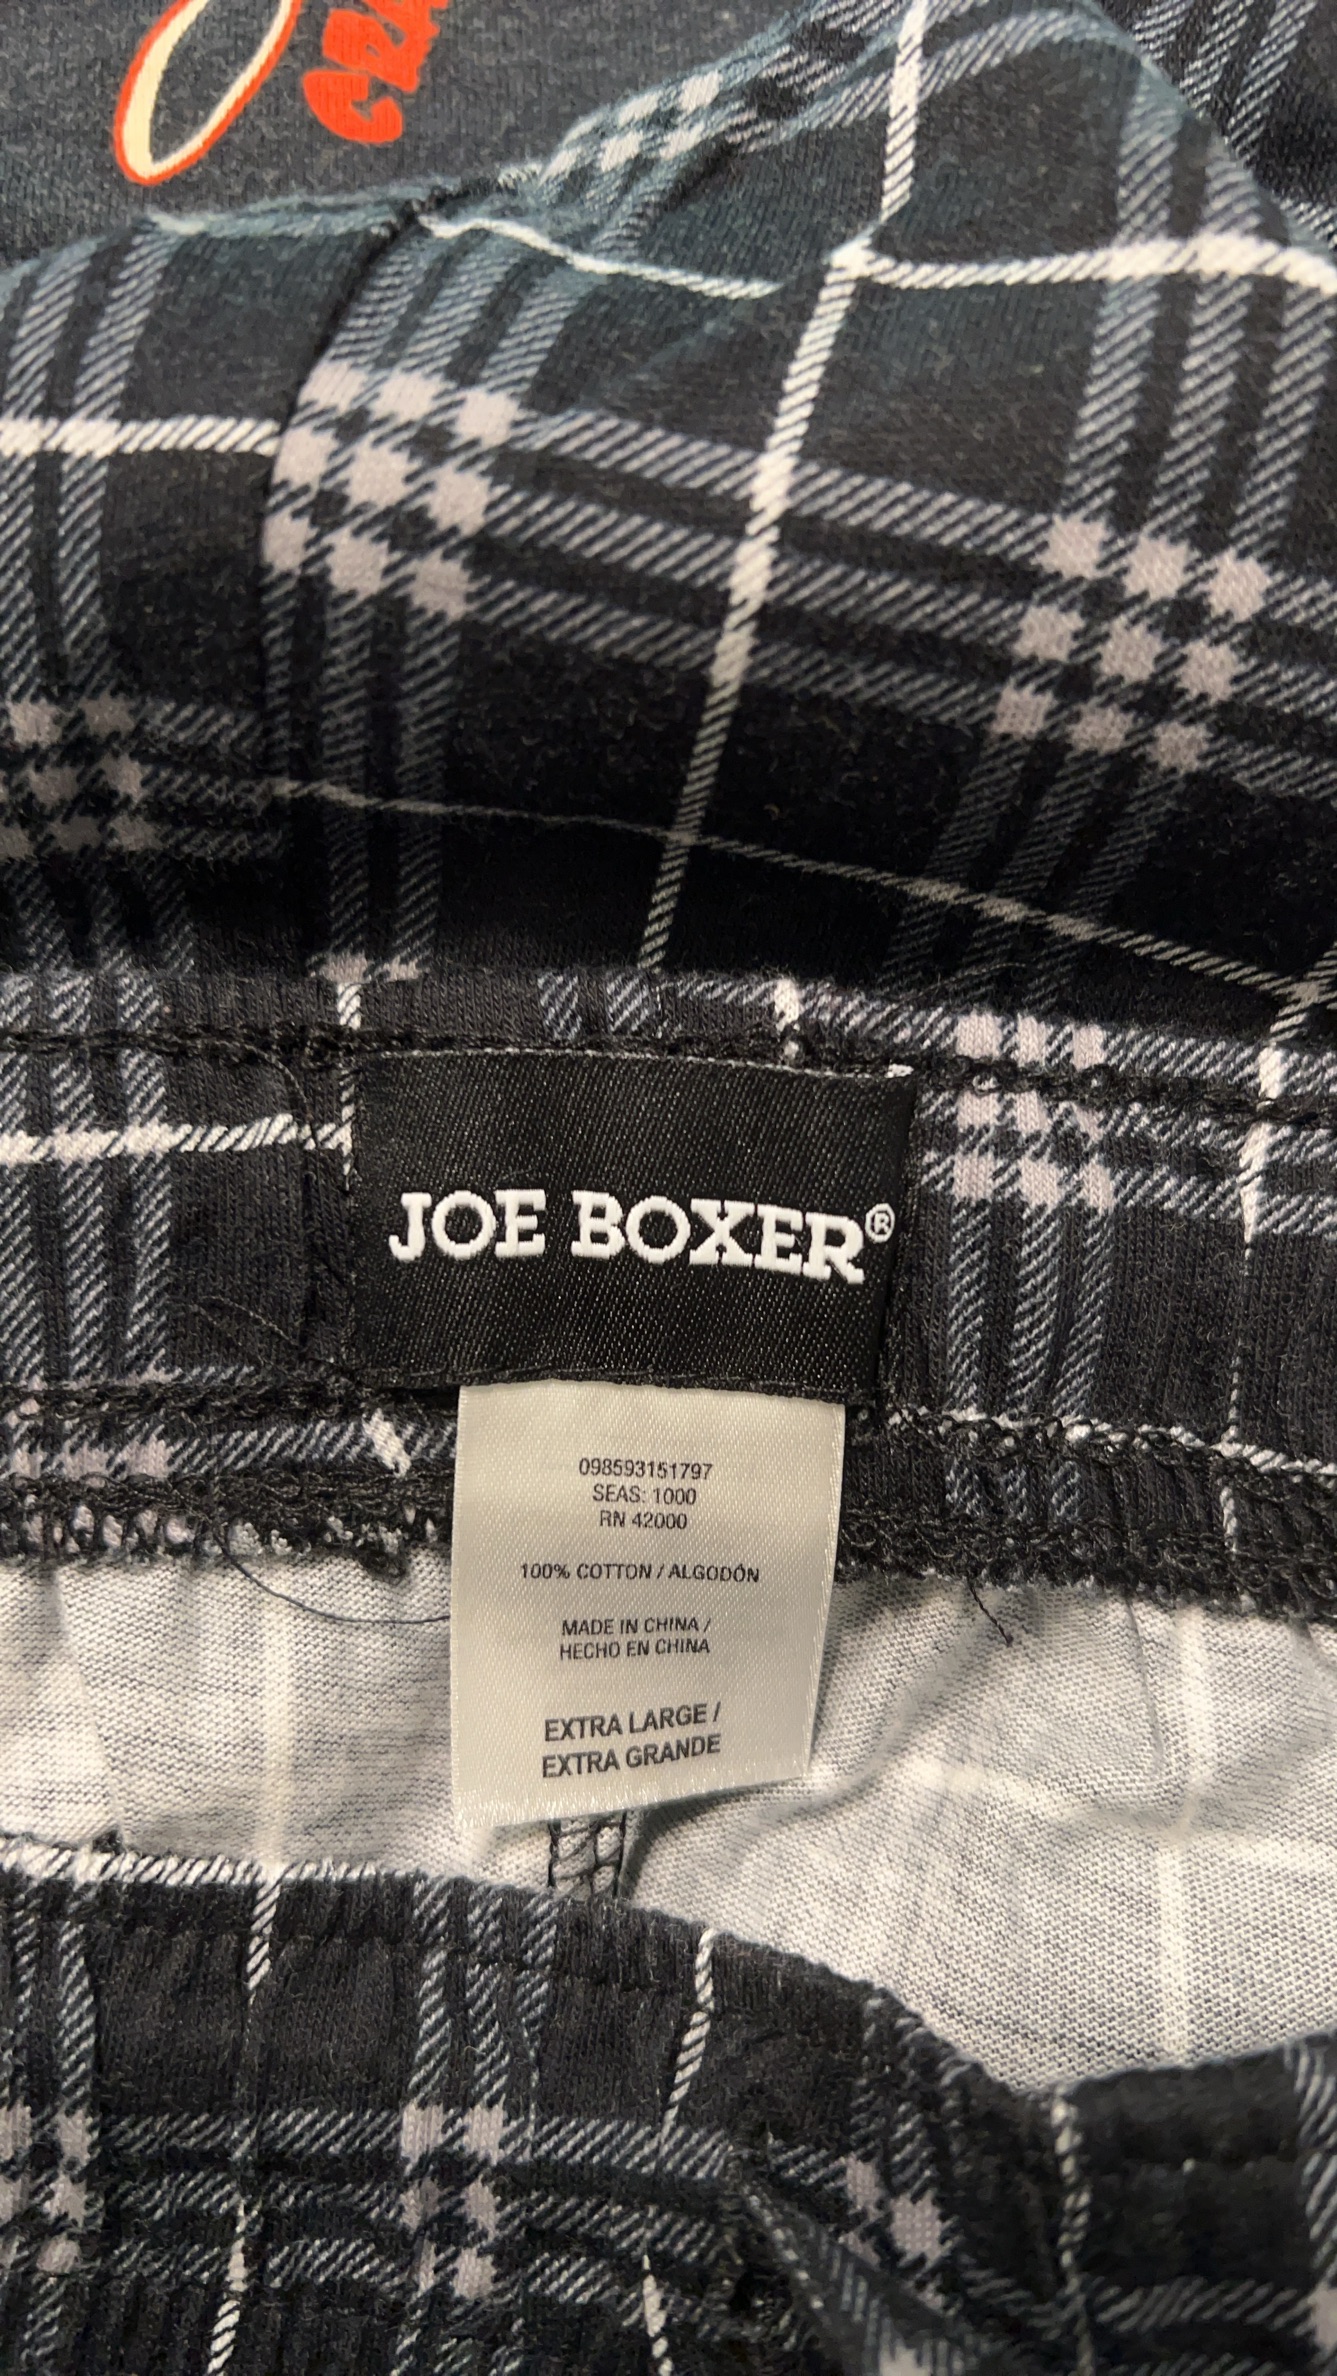 JOE BOXER®
098593151797
SEAS: 1000
RN 42000
100% COTTON / ALGODÓN
MADE IN CHINA /
HECHO EN CHINA
EXTRA LARGE /
EXTRA GRANDE